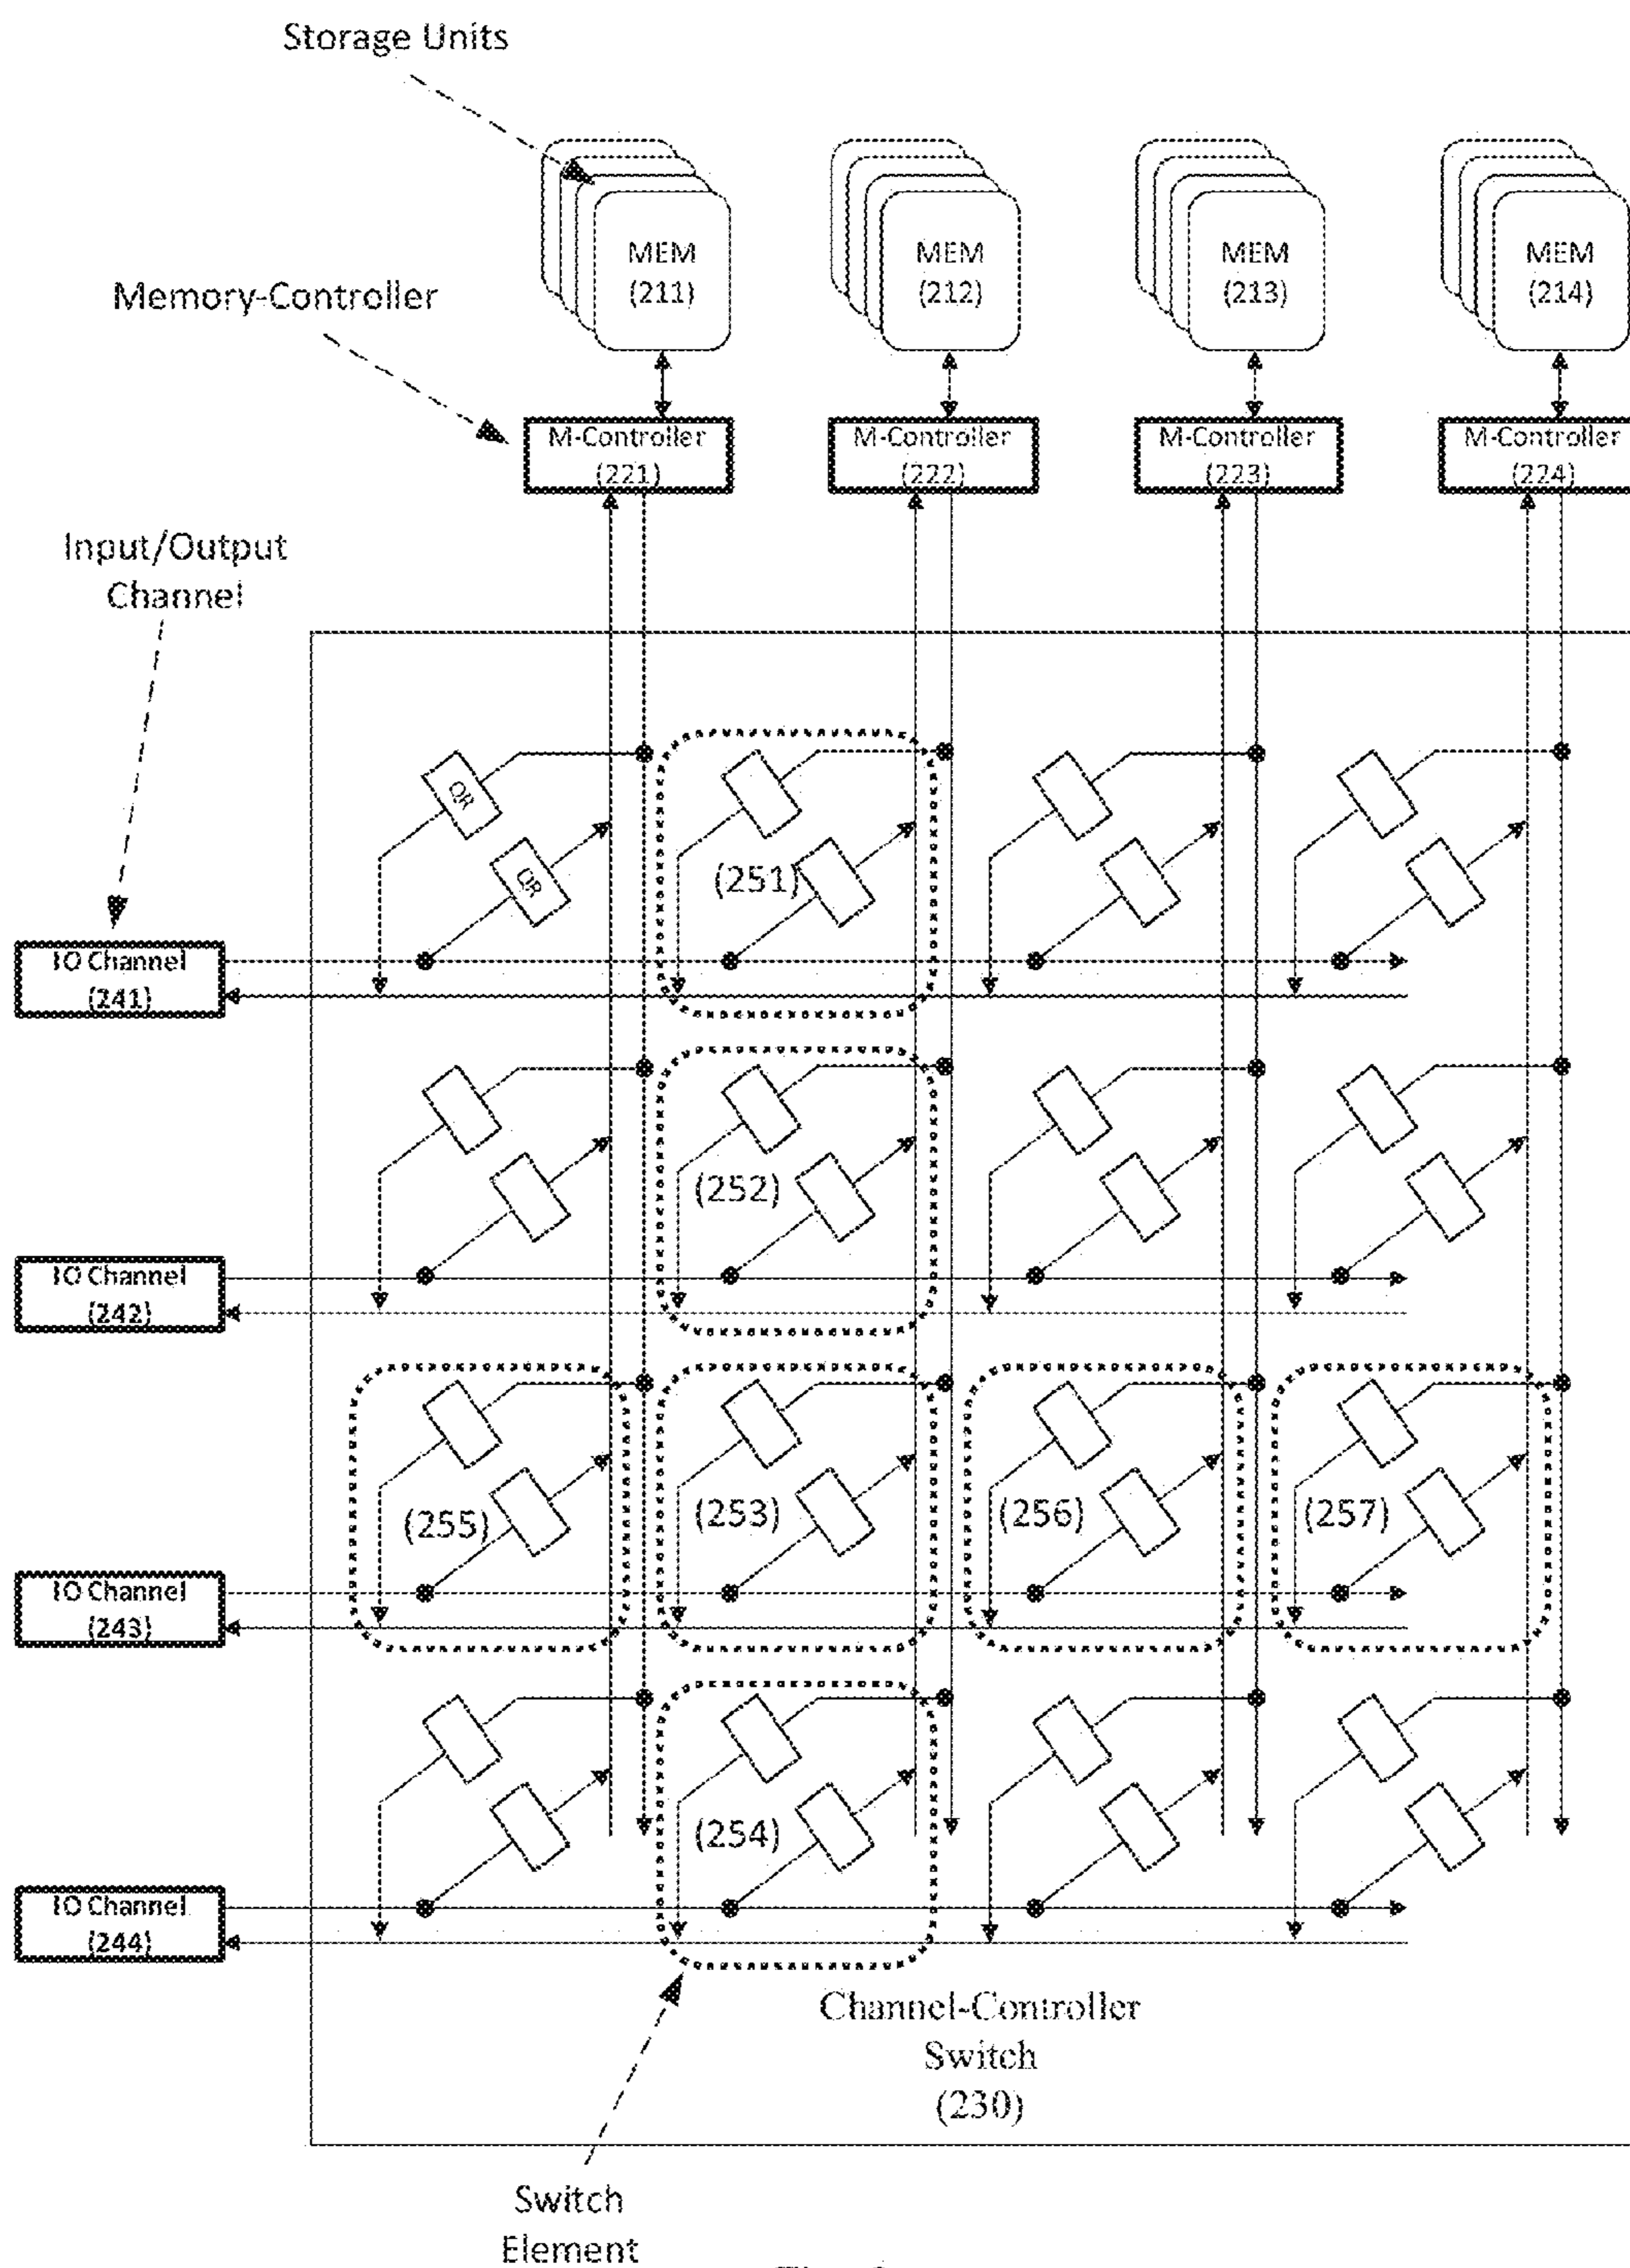 Storage Units
MEM
(211)
MEM
(212)
MEM
(213)
MEM
(214)
Memory-Controller
M-Controller
(221)
M-Controller
(222)
M-Controller
(223)
M-Controller
(224)
Input/Output
Channel
QR
QR
(251)
IO Channel
(241)
(252)
IO Channel
(242)
(255)
(253)
(256)
(257)
IO Channel
(243)
(254)
IO Channel
(244)
Channel-Controller
Switch
(230)
Switch
Element